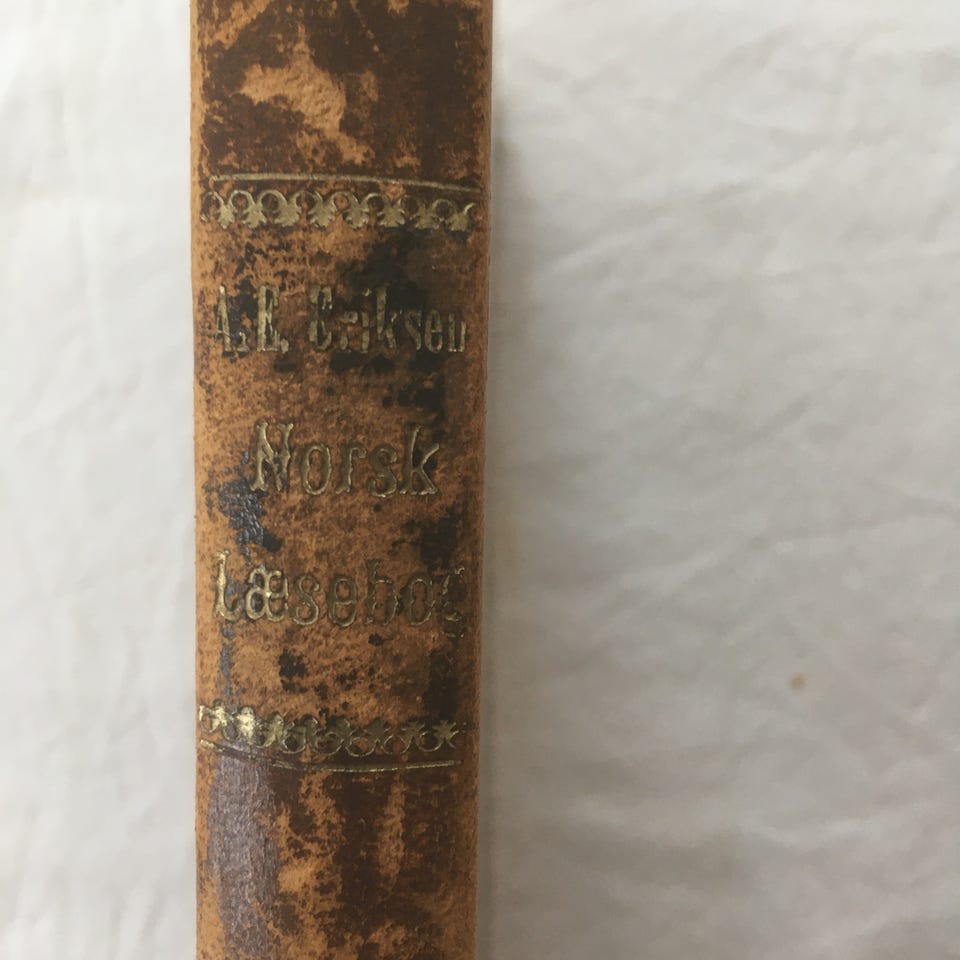 A. E. Eriksen
Norsk
Læsebog